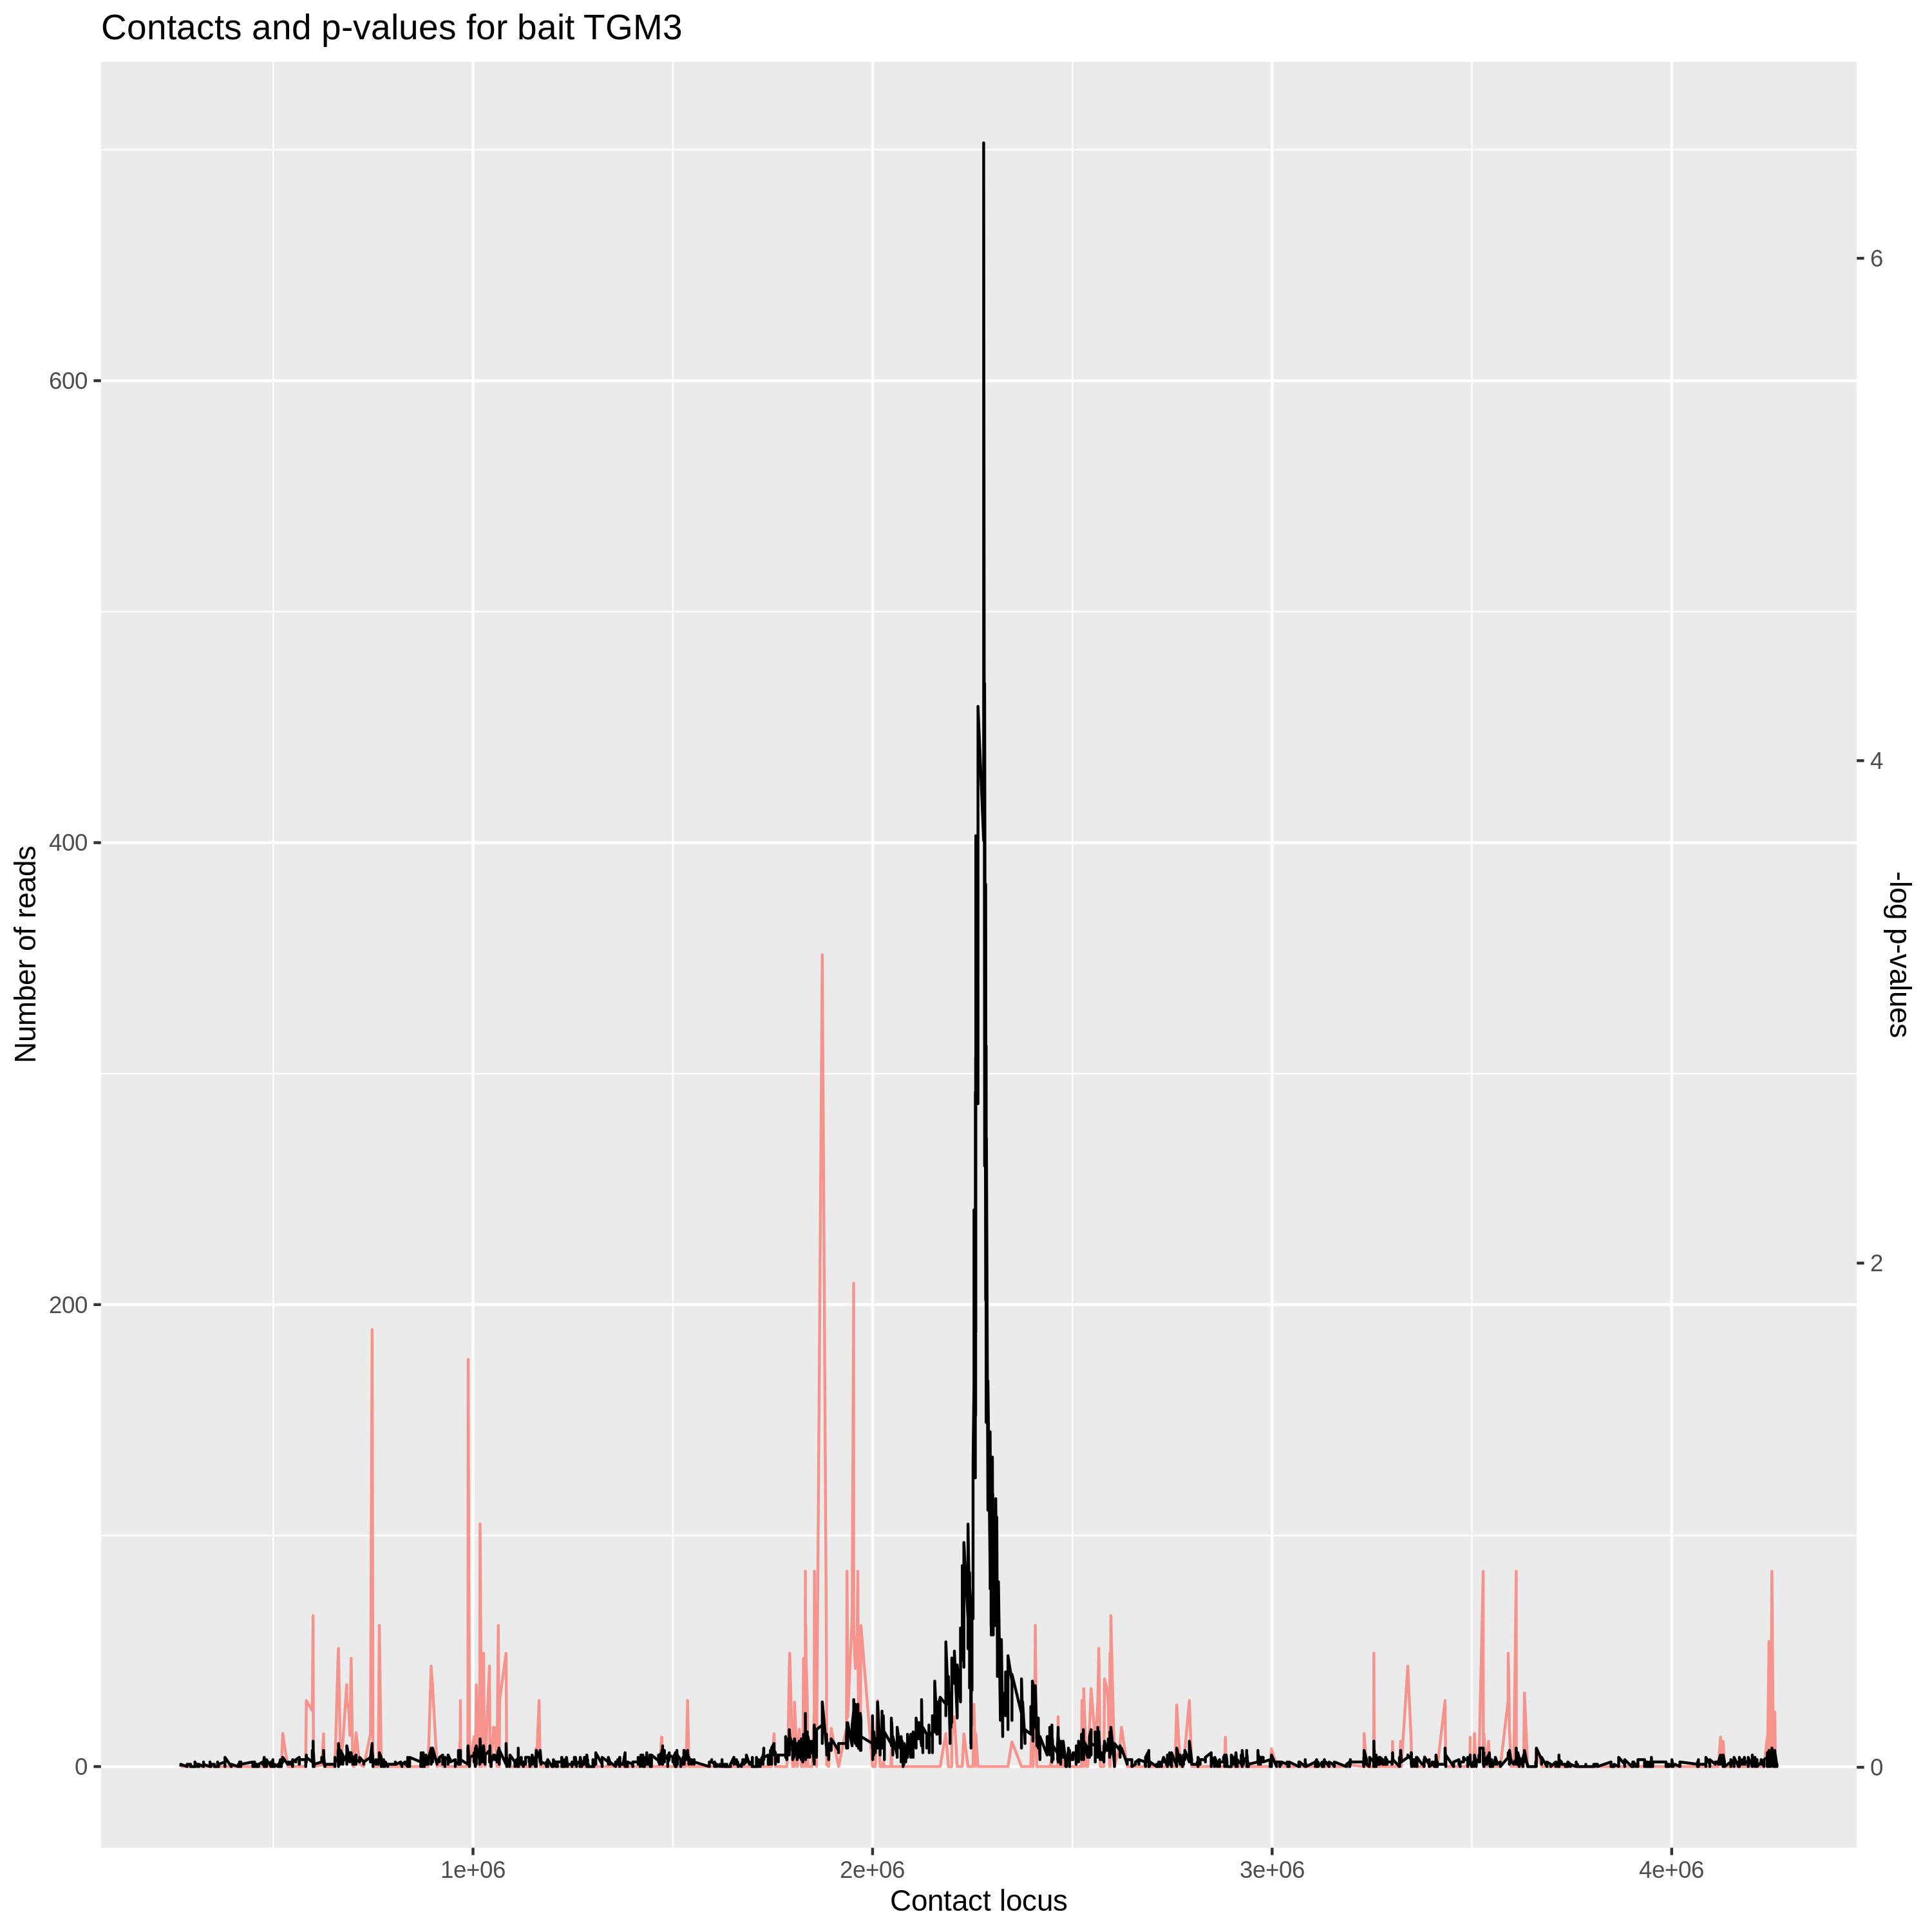 Contacts and p-values for bait TGM3
Number of reads
600
400
200
0
6
4
2
0
-log p-values
1e+06
2e+06
3e+06
4e+06
Contact locus